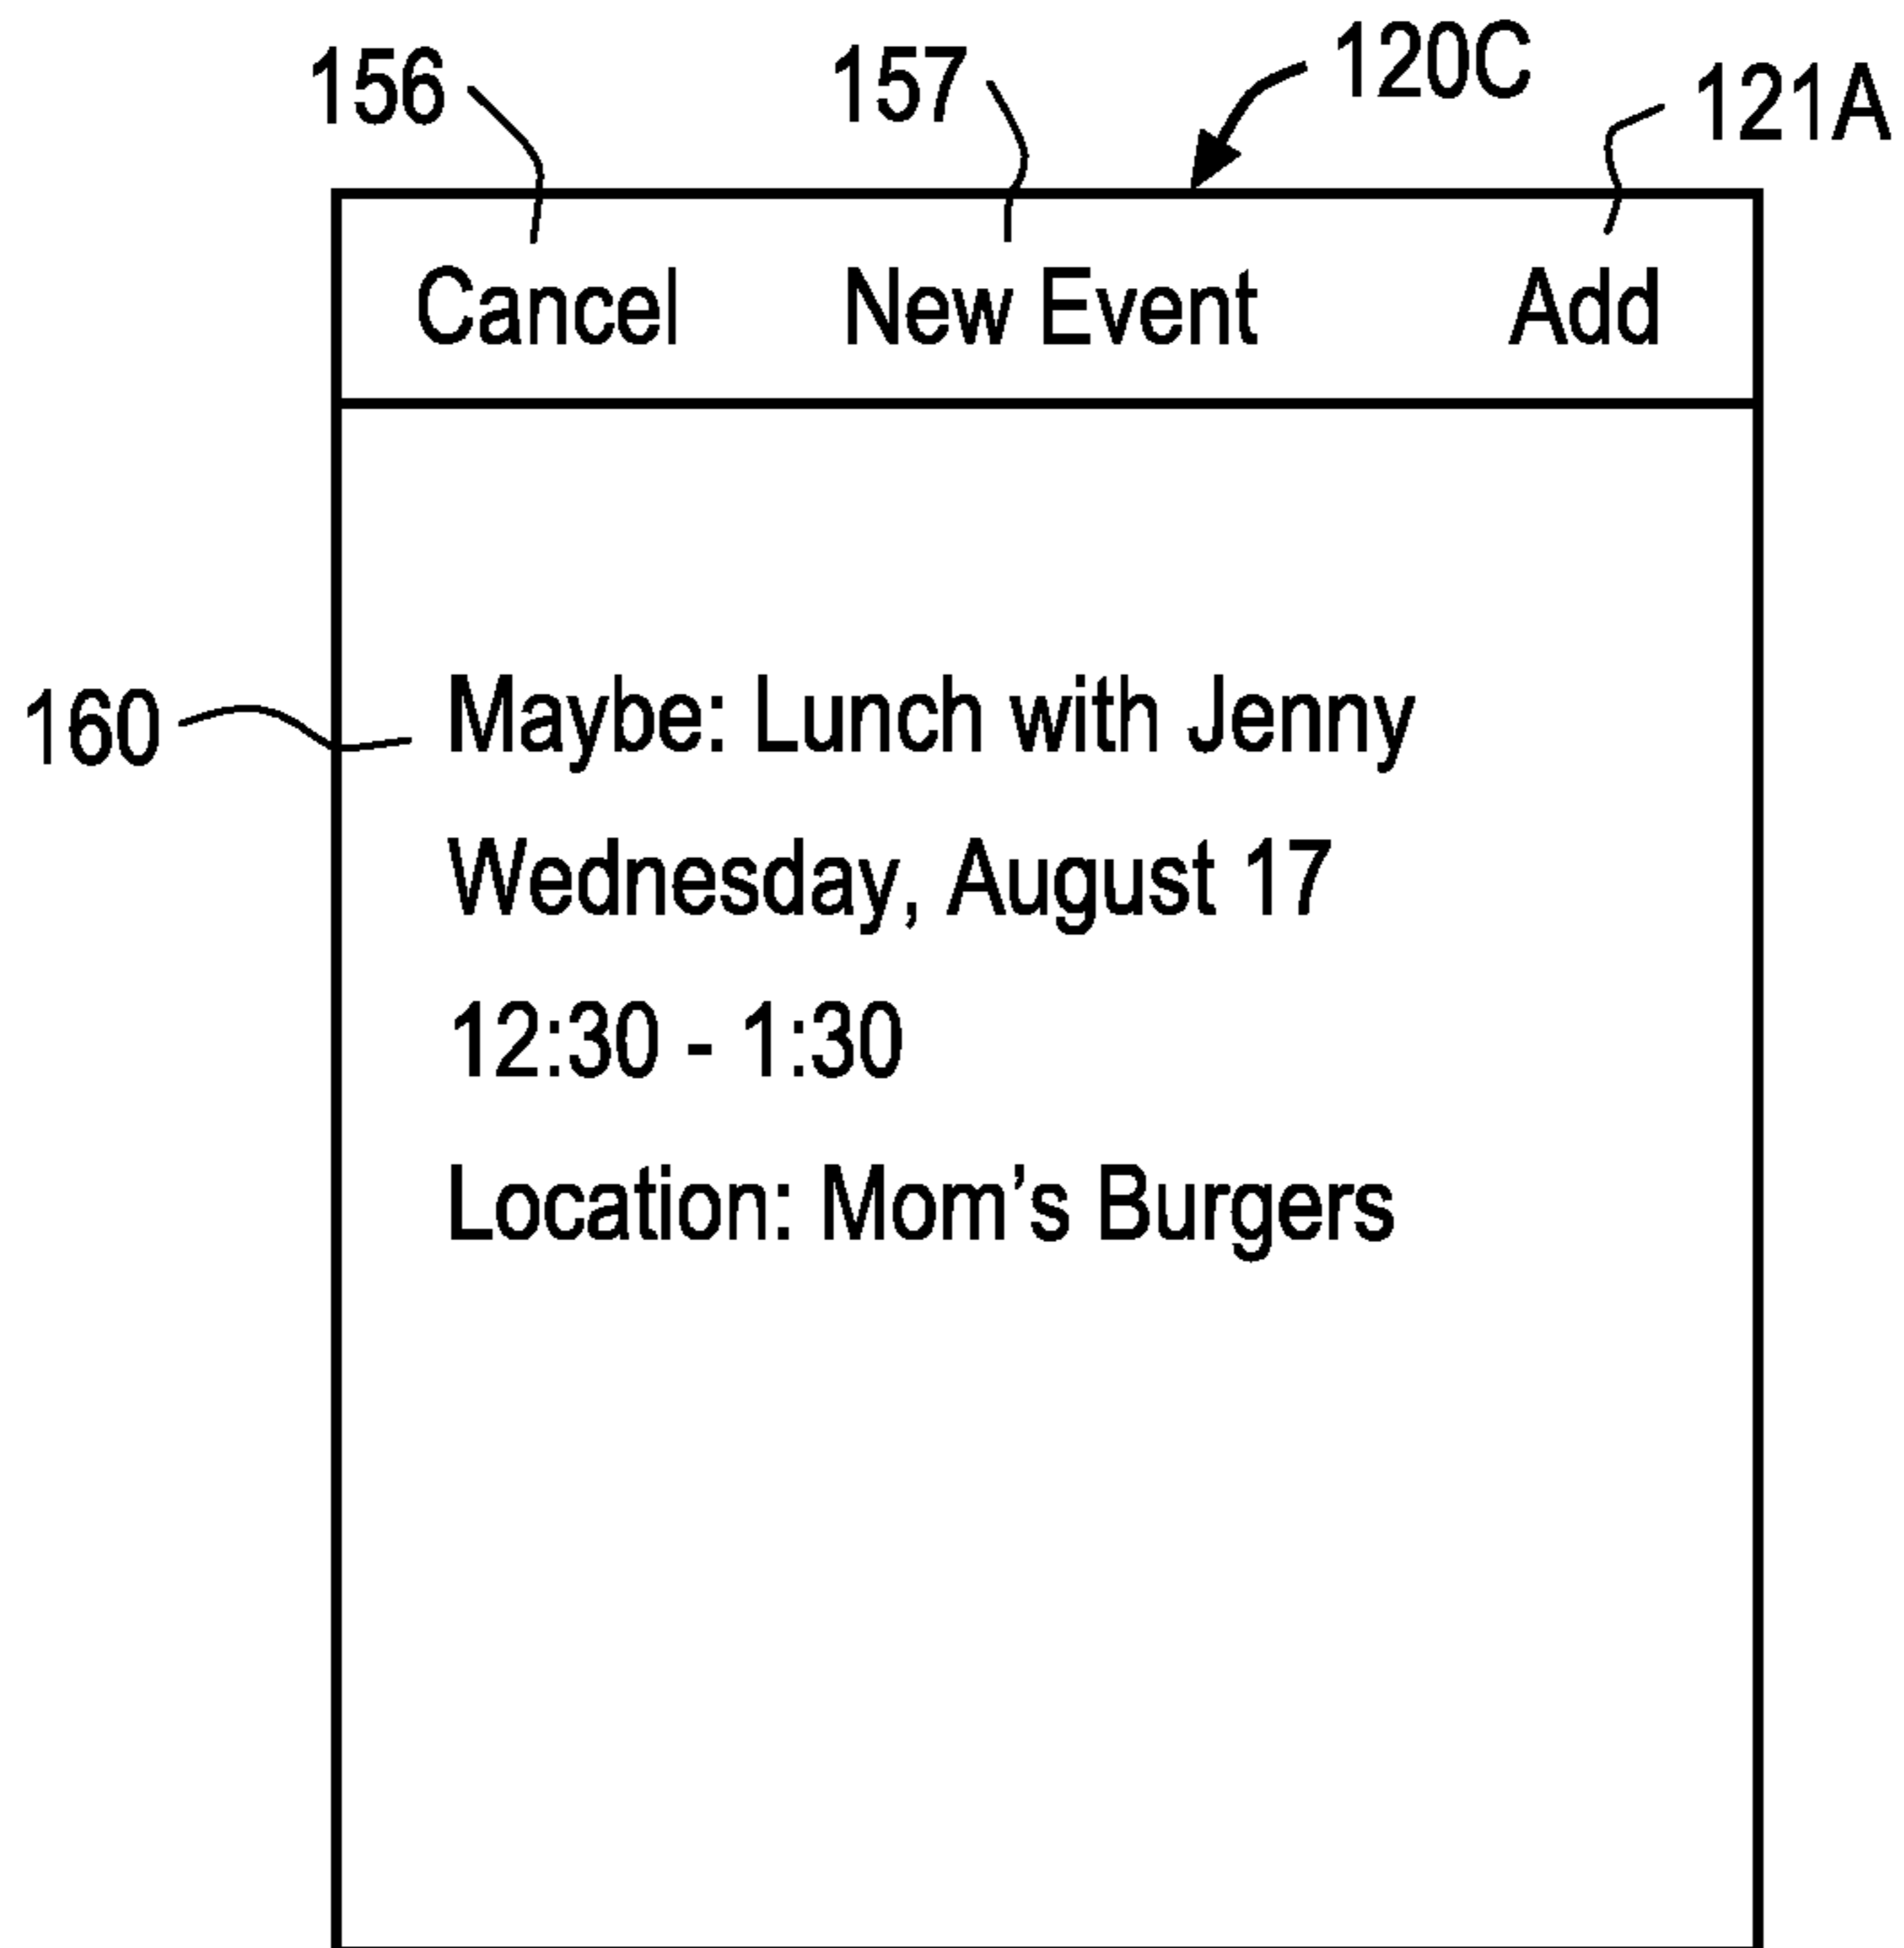 156 157 120C 121A
Cancel New Event Add
160 Maybe: Lunch with Jenny
Wednesday, August 17
12:30 - 1:30
Location: Mom’s Burgers